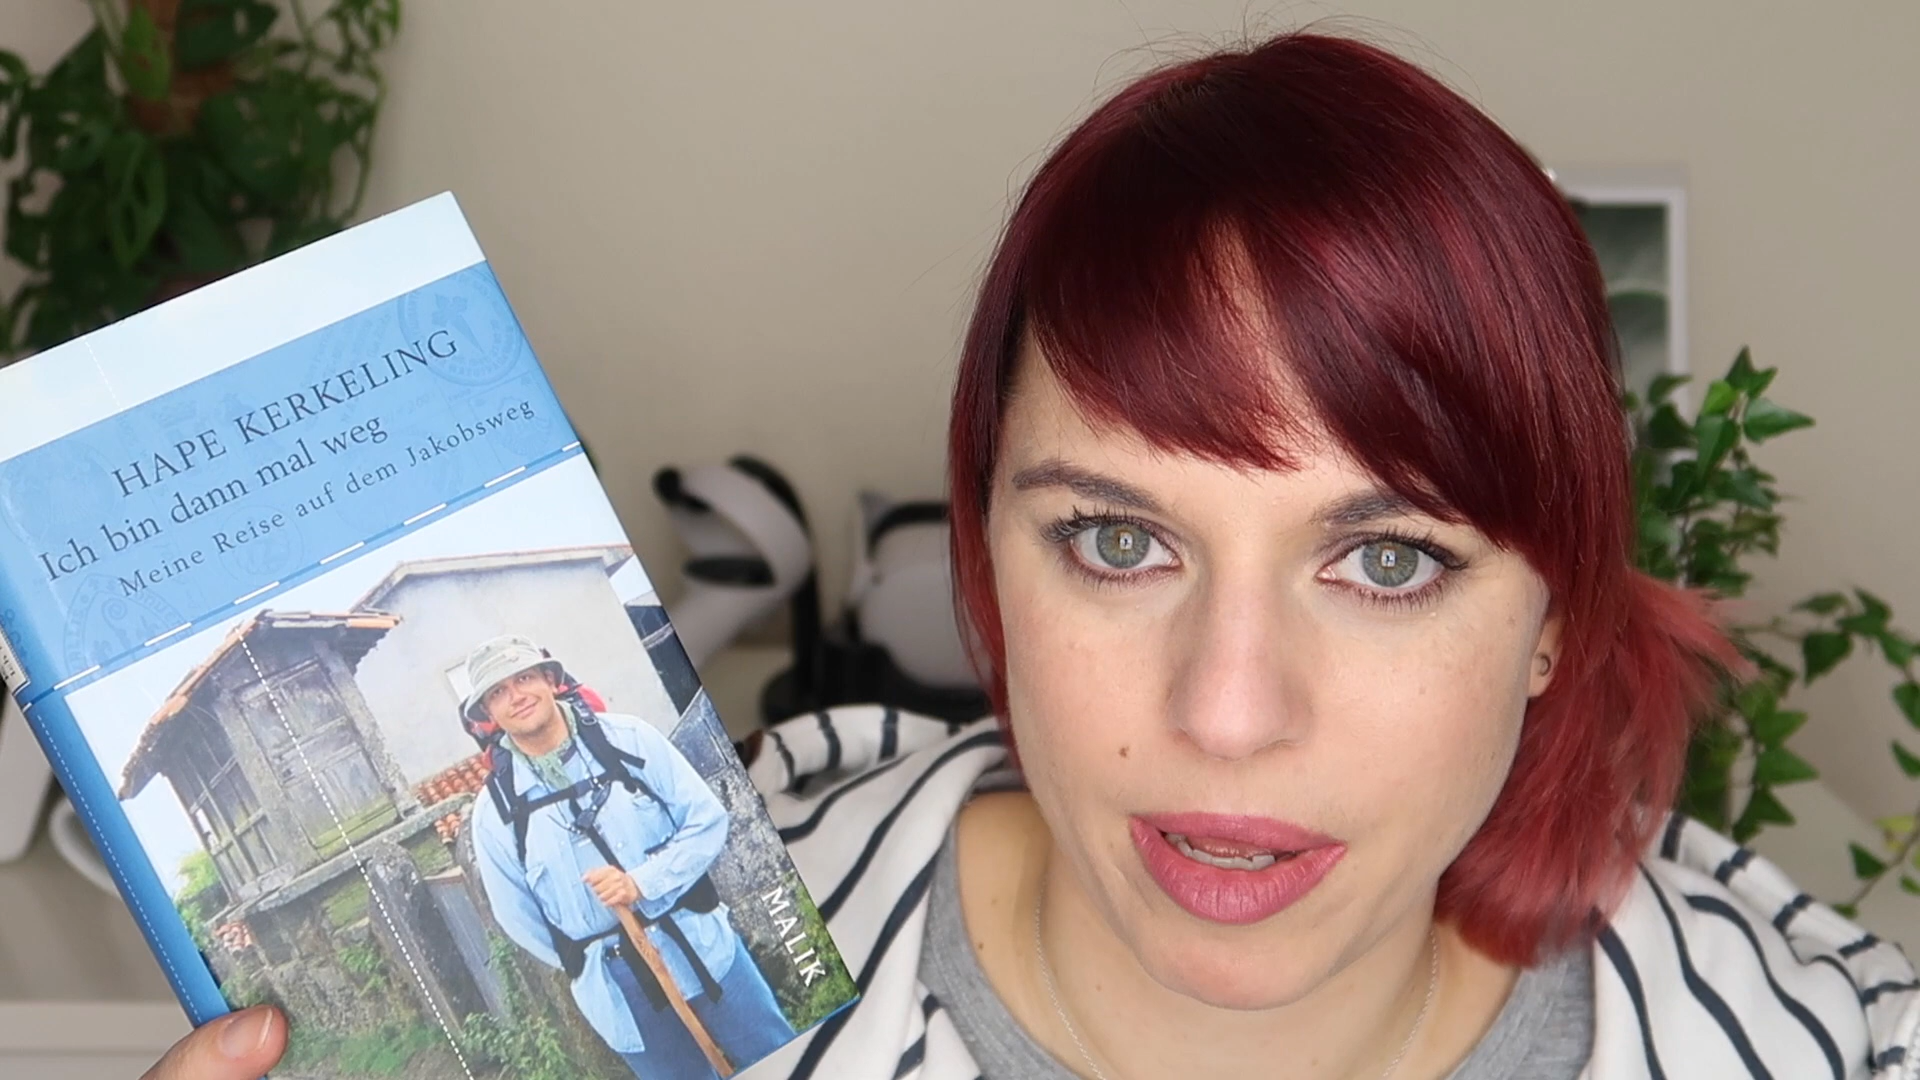 HAPE KERKELING
Ich bin dann mal weg
Meine Reise auf dem Jakobsweg
MALIK